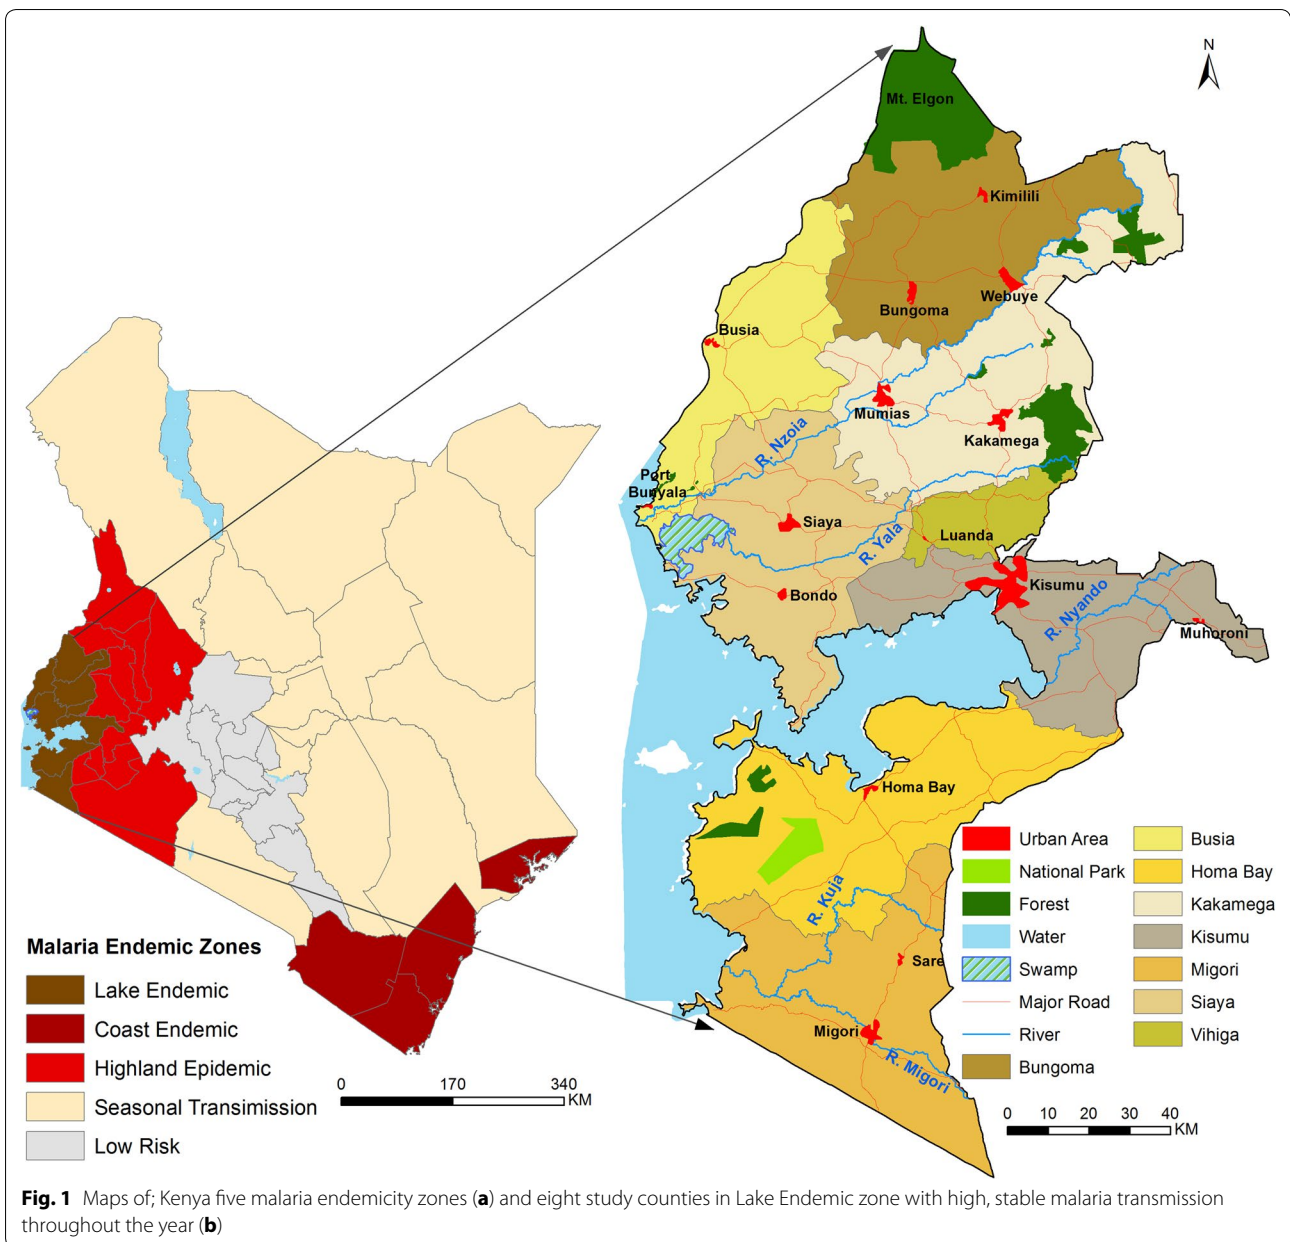 N
Mt. Elgon
Kimilili
Webuye
Bungoma
Busia
Mumias
Kakamega
R. Nzoia
Port
Bunyala
Siaya
R. Yala
Luanda
Kisumu
Bondo
R. Nyando
Muhoroni
Homa Bay
R. Kuja
Sare
Migori
R. Migori
Malaria Endemic Zones
Lake Endemic
Coast Endemic
Highland Epidemic
Seasonal Transimission
Low Risk
0 170 340
KM
Urban Area
National Park
Forest
Water
Swamp
Major Road
River
Bungoma
Busia
Homa Bay
Kakamega
Kisumu
Migori
Siaya
Vihiga
0 10 20 30 40
KM
Fig. 1 Maps of; Kenya five malaria endemicity zones (a) and eight study counties in Lake Endemic zone with high, stable malaria transmission
throughout the year (b)